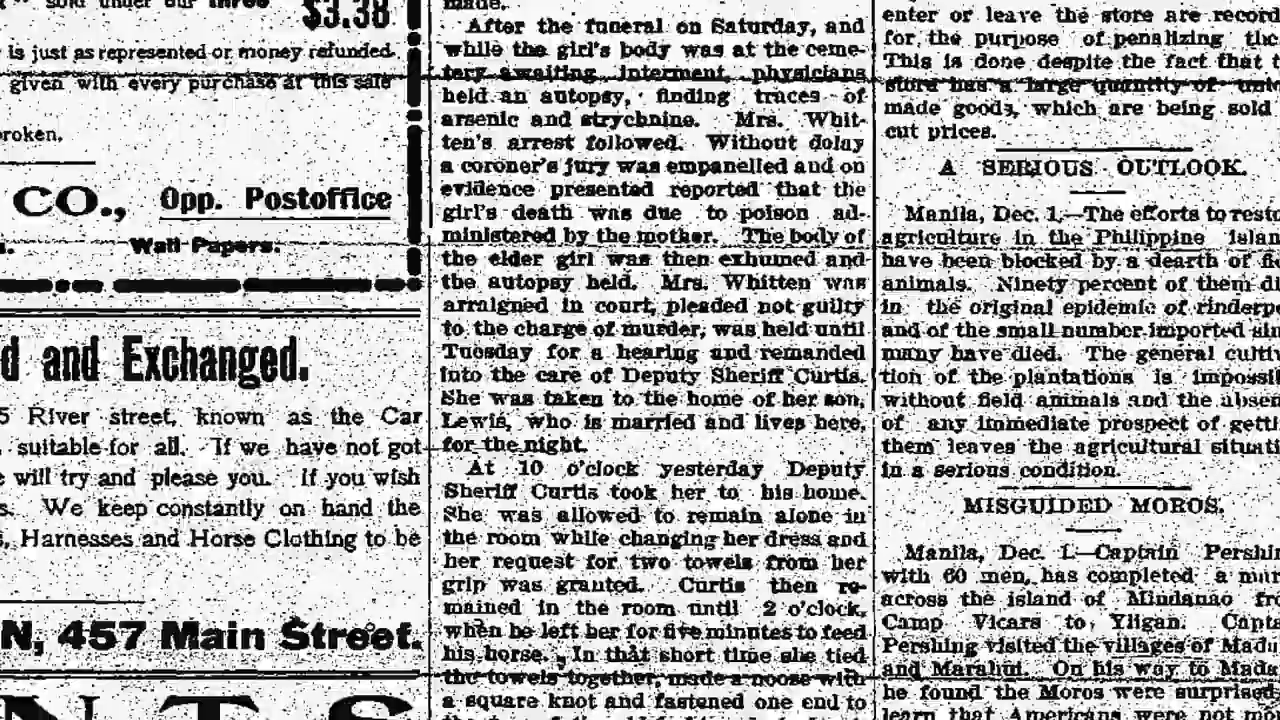 sold under our three
$3.38
is just as represented or money refunded.
given with every purchase at this sale
broken.
CO., Opp. Postoffice
Wall Papers.
d and Exchanged.
5 River street, known as the Car
suitable for all. If we have not got
will try and please you. If you wish
s. We keep constantly on hand the
s, Harnesses and Horse Clothing to be
N, 457 Main Street.
NTS
made.
After the funeral on Saturday, and
while the girl's body was at the ceme-
tery awaiting interment, physicians
held an autopsy, finding traces of
arsenic and strychnine. Mrs. Whit-
ten's arrest followed. Without delay
a coroner's jury was empanelled and on
evidence presented reported that the
girl's death was due to poison ad-
ministered by the mother. The body of
the elder girl was then exhumed and
the autopsy held. Mrs. Whitten was
arraigned in court, pleaded not guilty
to the charge of murder, was held until
Tuesday for a hearing and remanded
into the care of Deputy Sheriff Curtis.
She was taken to the home of her son,
Lewis, who is married and lives here,
for the night.
At 10 o'clock yesterday Deputy
Sheriff Curtis took her to his home.
She was allowed to remain alone in
the room while changing her dress and
her request for two towels from her
grip was granted. Curtis then re-
mained in the room until 2 o'clock,
when he left her for five minutes to feed
his horse. In that short time she tied
the towels together, made a noose with
a square knot and fastened one end to
enter or leave the store are record
for the purpose of penalizing the
This is done despite the fact that t
store has a large quantity of
made goods, which are being sold
cut prices.
A SERIOUS OUTLOOK.
Manila, Dec. 1.—The efforts to resto
agriculture in the Philippine Islan
have been blocked by a dearth of fie
animals. Ninety percent of them di
in the original epidemic of rinderp
and of the small number imported sin
many have died. The general cultiv
tion of the plantations is impossi
without field animals and the absen
of any immediate prospect of getti
them leaves the agricultural situati
in a serious condition.
MISGUIDED MOROS.
Manila, Dec. 1.—Captain Pershin
with 60 men, has completed a mar
across the island of Mindanao fro
Camp Vicars to Yligan. Capta
Pershing visited the villages of Madu
and Marahui. On his way to Mada
he found the Moros were surprised
learn that Americans were not mo